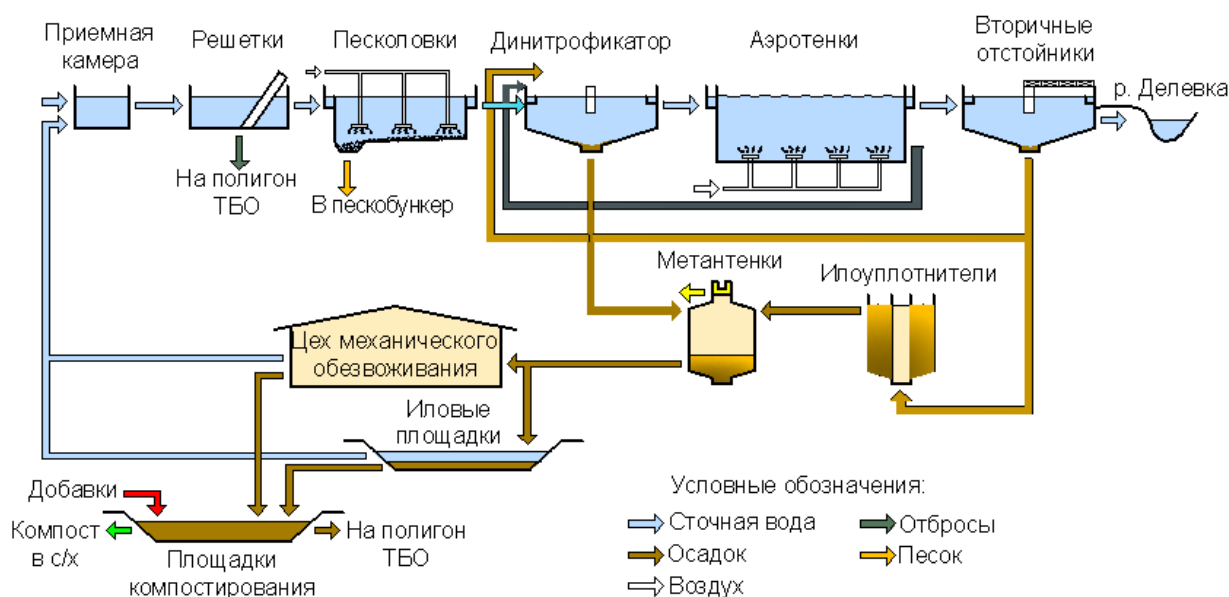 Приемная
камера
Решетки
Песколовки
Динитрофикатор
Аэротенки
Вторичные
отстойники
р. Делевка
На полигон
ТБО
В пескобункер
Метантенки
Илоуплотнители
Цех механического
обезвоживания
Иловые
площадки
Добавки
Компост
в с/х
На полигон
ТБО
Площадки
компостирования
Условные обозначения:
Сточная вода
Отбросы
Осадок
Песок
Воздух